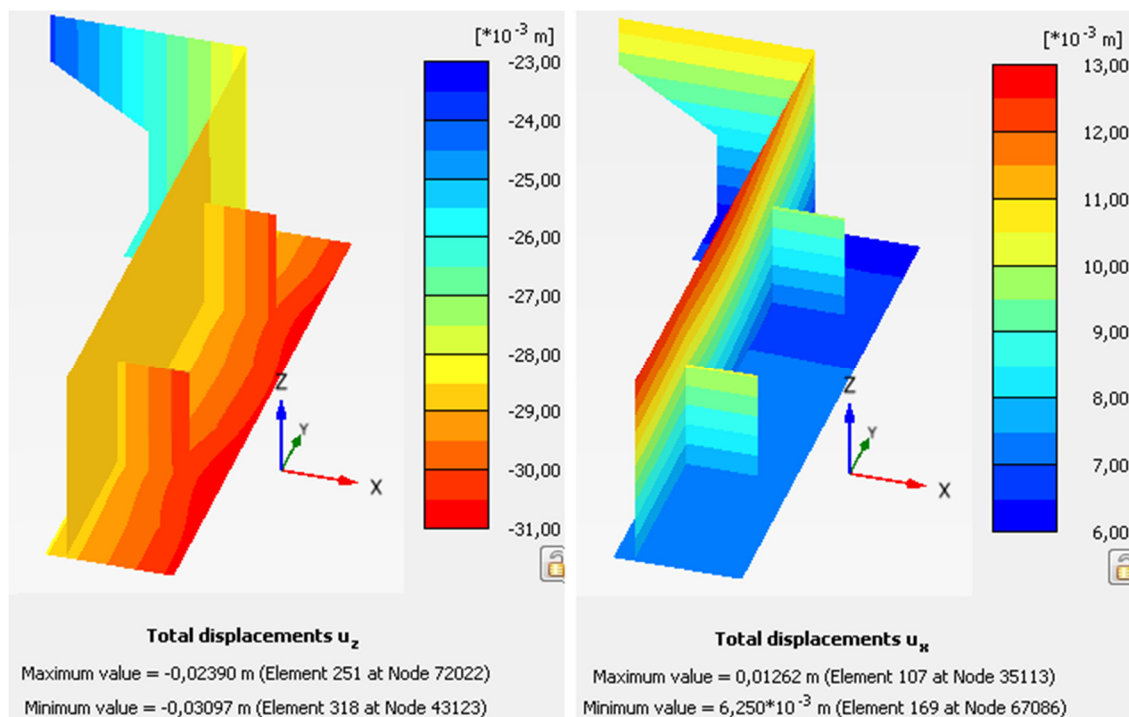 [*10⁻³ m]
-23,00
-24,00
-25,00
-26,00
-27,00
-28,00
-29,00
-30,00
-31,00
Z
Y
X
Total displacements u_z
Maximum value = -0,02390 m (Element 251 at Node 72022)
Minimum value = -0,03097 m (Element 318 at Node 43123)
[*10⁻³ m]
13,00
12,00
11,00
10,00
9,00
8,00
7,00
6,00
Z
Y
X
Total displacements u_x
Maximum value = 0,01262 m (Element 107 at Node 35113)
Minimum value = 6,250*10⁻³ m (Element 169 at Node 67086)